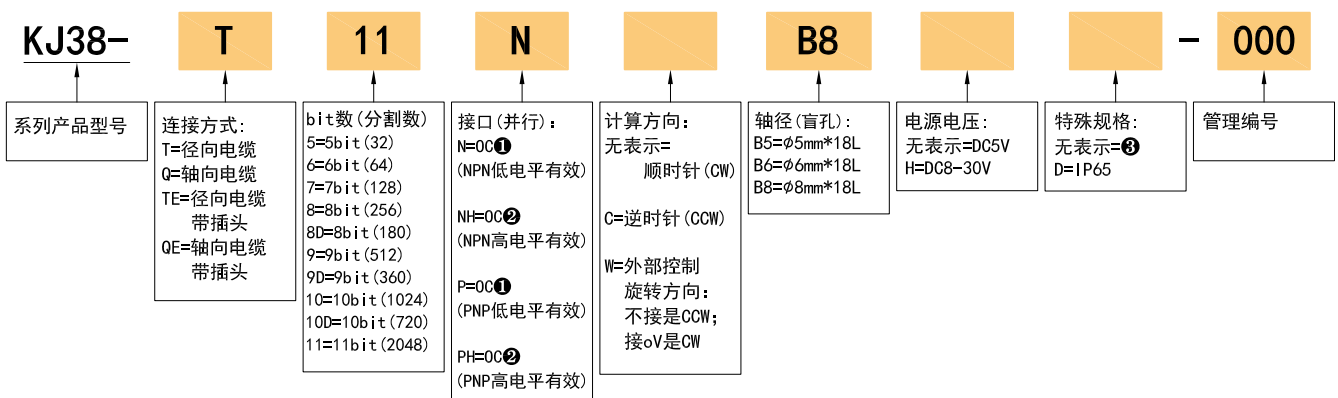 KJ38- T 11 N B8 - 000
系列产品型号
连接方式:
T=径向电缆
Q=轴向电缆
TE=径向电缆
带插头
QE=轴向电缆
带插头
bit数(分割数)
5=5bit(32)
6=6bit(64)
7=7bit(128)
8=8bit(256)
8D=8bit(180)
9=9bit(512)
9D=9bit(360)
10=10bit(1024)
10D=10bit(720)
11=11bit(2048)
接口(并行):
N=OC❶
(NPN低电平有效)
NH=OC❷
(NPN高电平有效)
P=OC❶
(PNP低电平有效)
PH=OC❷
(PNP高电平有效)
计算方向:
无表示=
顺时针(CW)
C=逆时针(CCW)
W=外部控制
旋转方向:
不接是CCW;
接oV是CW
轴径(盲孔):
B5=φ5mm*18L
B6=φ6mm*18L
B8=φ8mm*18L
电源电压:
无表示=DC5V
H=DC8-30V
特殊规格:
无表示=❸
D=IP65
管理编号